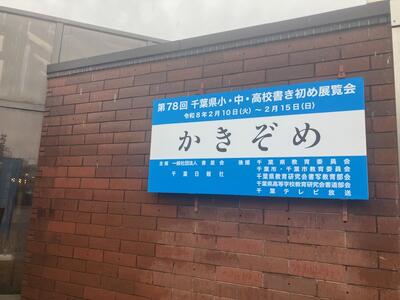 第78回 千葉県小・中・高校書き初め展覧会
令和8年2月10日(火) ～ 2月15日(日)
かきぞめ
主催 一般社団法人 書星会
千葉日報社
後援 千葉県教育委員会
千葉市・千葉市教育委員会
千葉県教育研究会書写教育部会
千葉県高等学校教育研究会書道部会
千葉テレビ放送